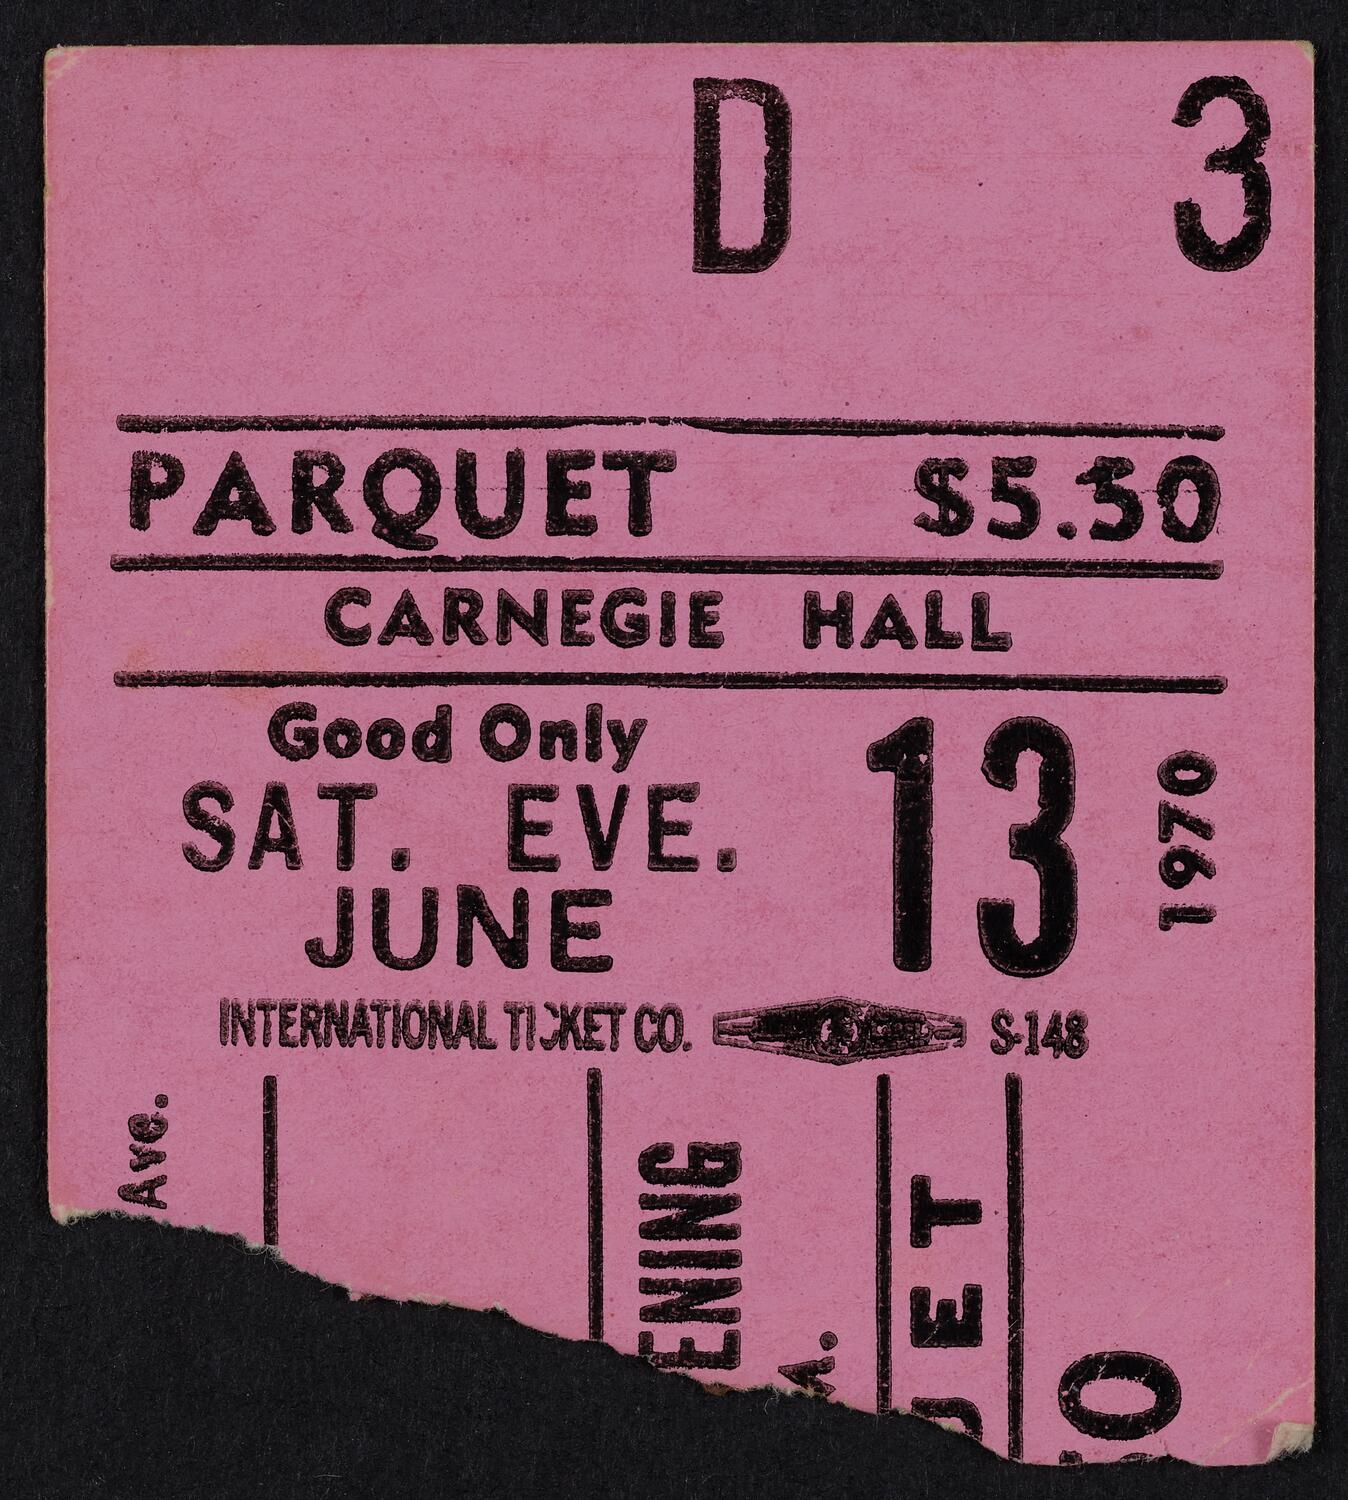 D 3
PARQUET $5.50
CARNEGIE HALL
Good Only
SAT. EVE.
JUNE
13
1970
INTERNATIONAL TICKET CO. S-148
Ave.
ENING
M.
ET
0